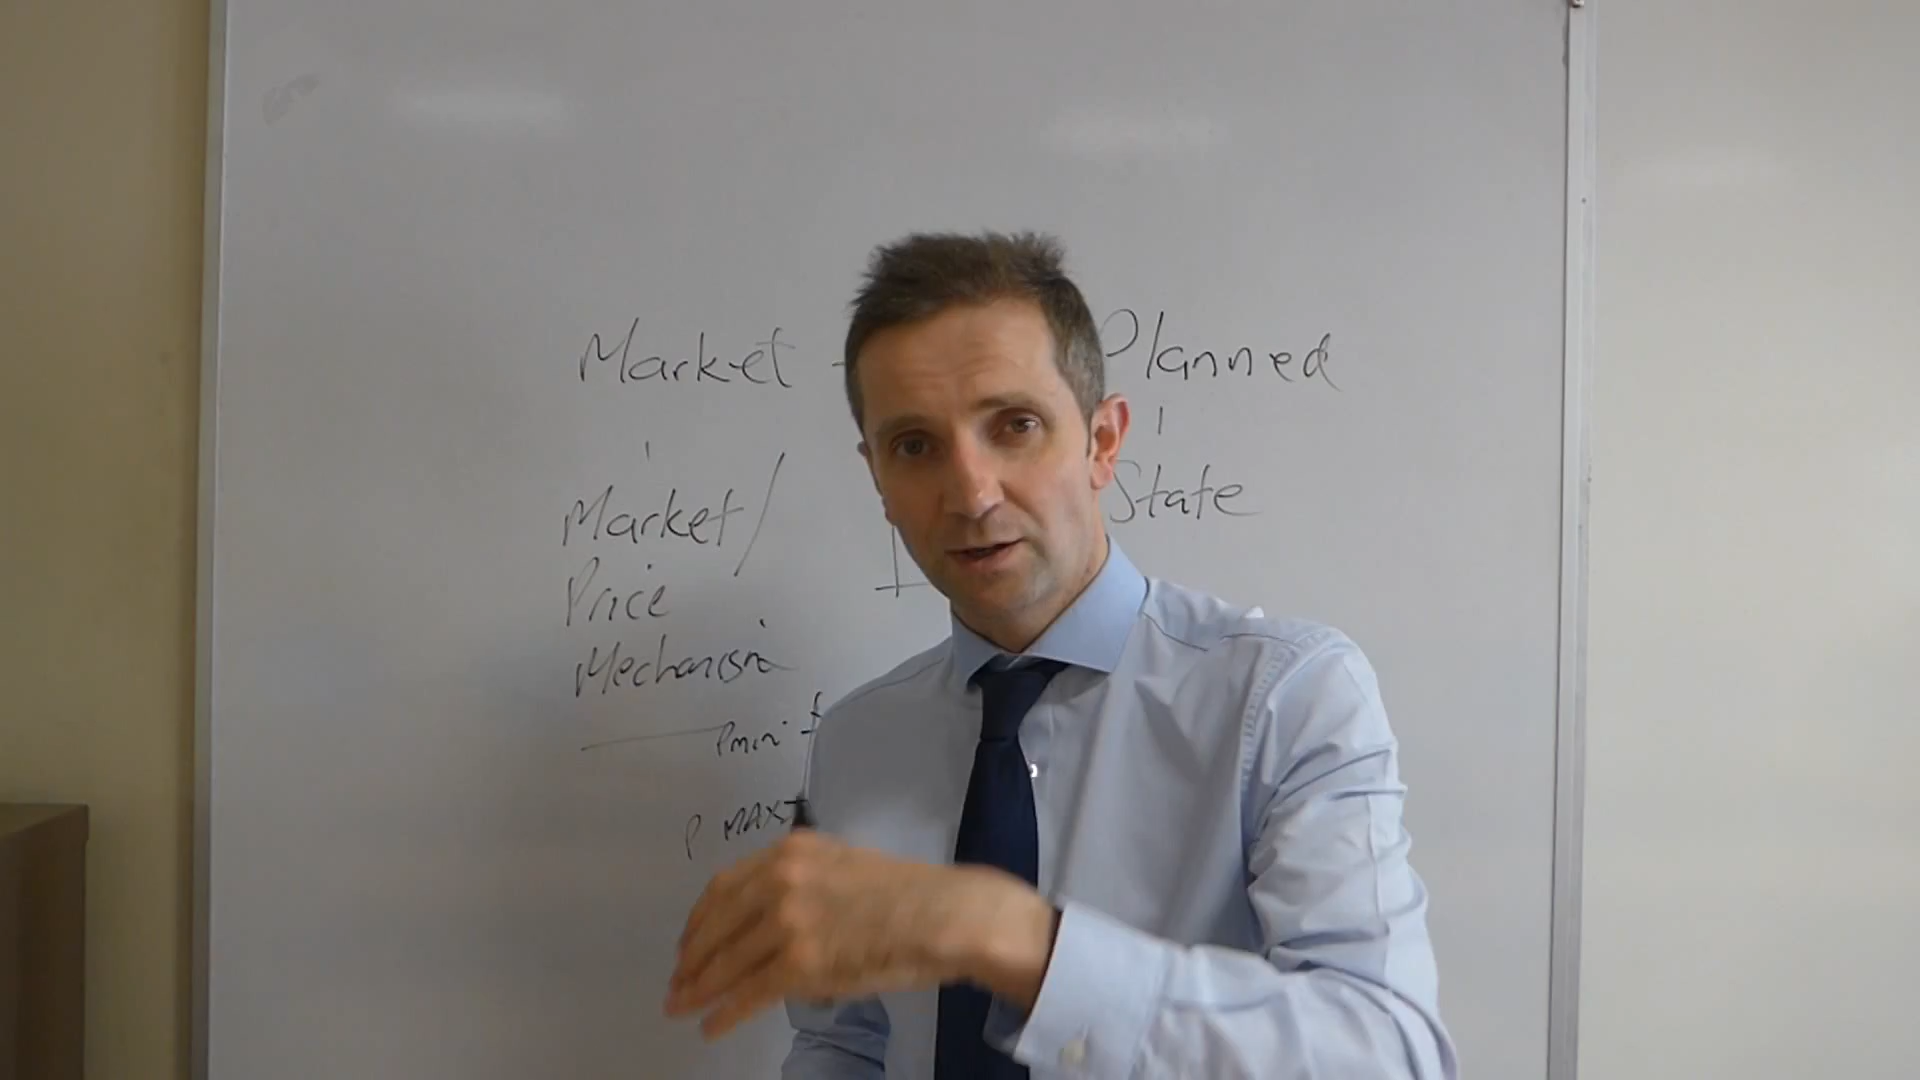 Market - Planned
Market/ State
Price
Mechanism
Pmin
P MAX